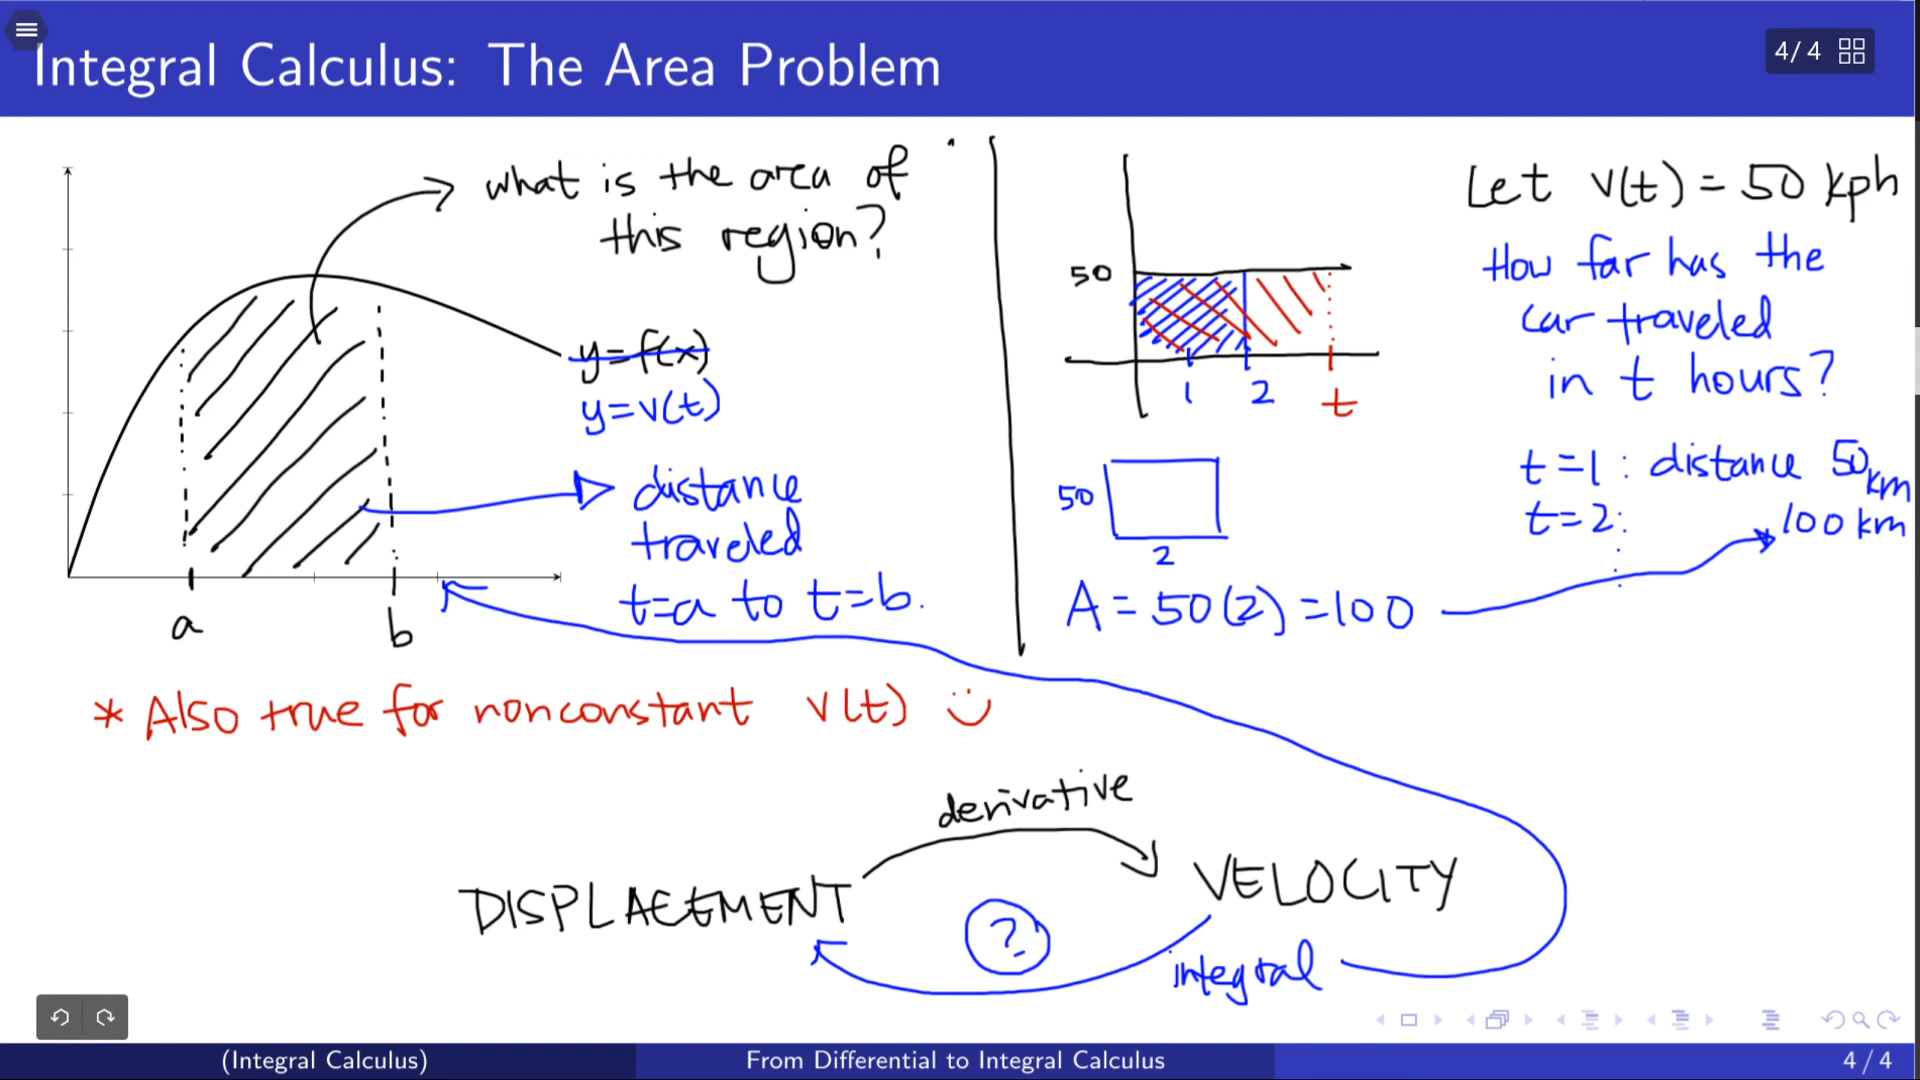 Integral Calculus: The Area Problem
4/4
what is the area of
this region?
y=f(x)
y=v(t)
distance
traveled
t=a to t=b.
a
b
Let v(t) = 50 kph
How far has the
car traveled
in t hours?
50
1
2
t
t=1 : distance 50km
t=2: 100 km
50
2
A = 50(2) = 100
* Also true for nonconstant v(t)
derivative
DISPLACEMENT
VELOCITY
?
integral
(Integral Calculus)
From Differential to Integral Calculus
4 / 4